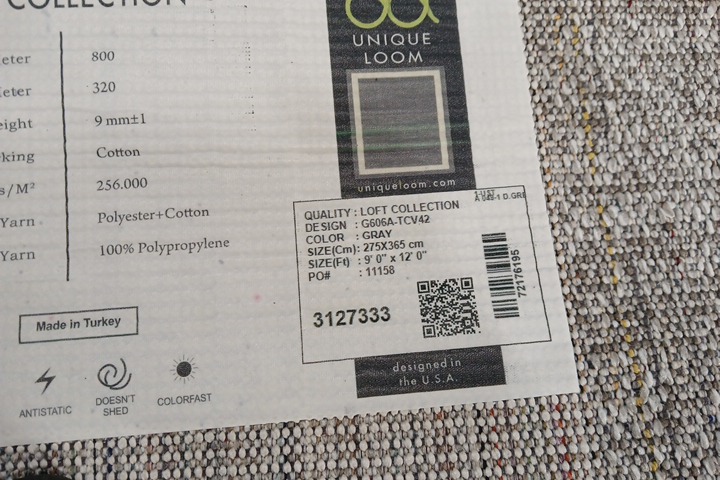 COLLECTION
eter 800
eter 320
eight 9 mm±1
king Cotton
s/M² 256.000
Yarn Polyester+Cotton
Yarn 100% Polypropylene
Made in Turkey
ANTISTATIC
DOESN'T
SHED
COLORFAST
UNIQUE
LOOM
uniqueloom.com
QUALITY : LOFT COLLECTION
DESIGN : G606A-TCV42
COLOR : GRAY
SIZE(Cm): 275X365 cm
SIZE(Ft) : 9' 0" x 12' 0"
PO# : 11158
3127333
72176195
designed in
the U.S.A.